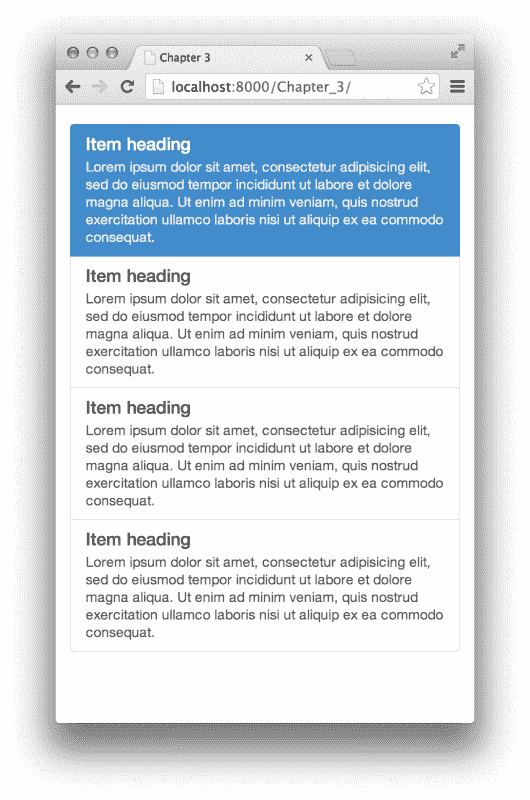 Chapter 3
localhost:8000/Chapter_3/
Item heading
Lorem ipsum dolor sit amet, consectetur adipisicing elit,
sed do eiusmod tempor incididunt ut labore et dolore
magna aliqua. Ut enim ad minim veniam, quis nostrud
exercitation ullamco laboris nisi ut aliquip ex ea commodo
consequat.
Item heading
Lorem ipsum dolor sit amet, consectetur adipisicing elit,
sed do eiusmod tempor incididunt ut labore et dolore
magna aliqua. Ut enim ad minim veniam, quis nostrud
exercitation ullamco laboris nisi ut aliquip ex ea commodo
consequat.
Item heading
Lorem ipsum dolor sit amet, consectetur adipisicing elit,
sed do eiusmod tempor incididunt ut labore et dolore
magna aliqua. Ut enim ad minim veniam, quis nostrud
exercitation ullamco laboris nisi ut aliquip ex ea commodo
consequat.
Item heading
Lorem ipsum dolor sit amet, consectetur adipisicing elit,
sed do eiusmod tempor incididunt ut labore et dolore
magna aliqua. Ut enim ad minim veniam, quis nostrud
exercitation ullamco laboris nisi ut aliquip ex ea commodo
consequat.